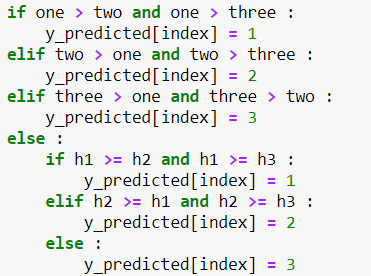 if one > two and one > three :
    y_predicted[index] = 1
elif two > one and two > three :
    y_predicted[index] = 2
elif three > one and three > two :
    y_predicted[index] = 3
else :
    if h1 >= h2 and h1 >= h3 :
        y_predicted[index] = 1
    elif h2 >= h1 and h2 >= h3 :
        y_predicted[index] = 2
    else :
        y_predicted[index] = 3